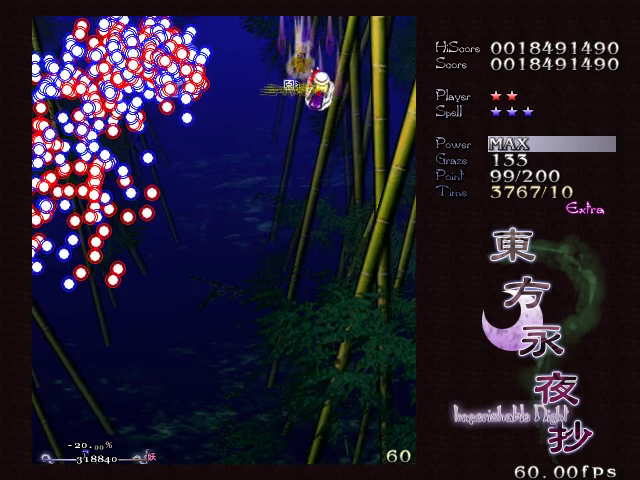 HiScore 0018491490
Score 0018491490
Player
Spell
Power MAX
Graze 133
Point 99/200
Time 3767/10
Extra
東方永夜抄
Imperishable Night
-20.00%
318840
妖
60
60.00fps